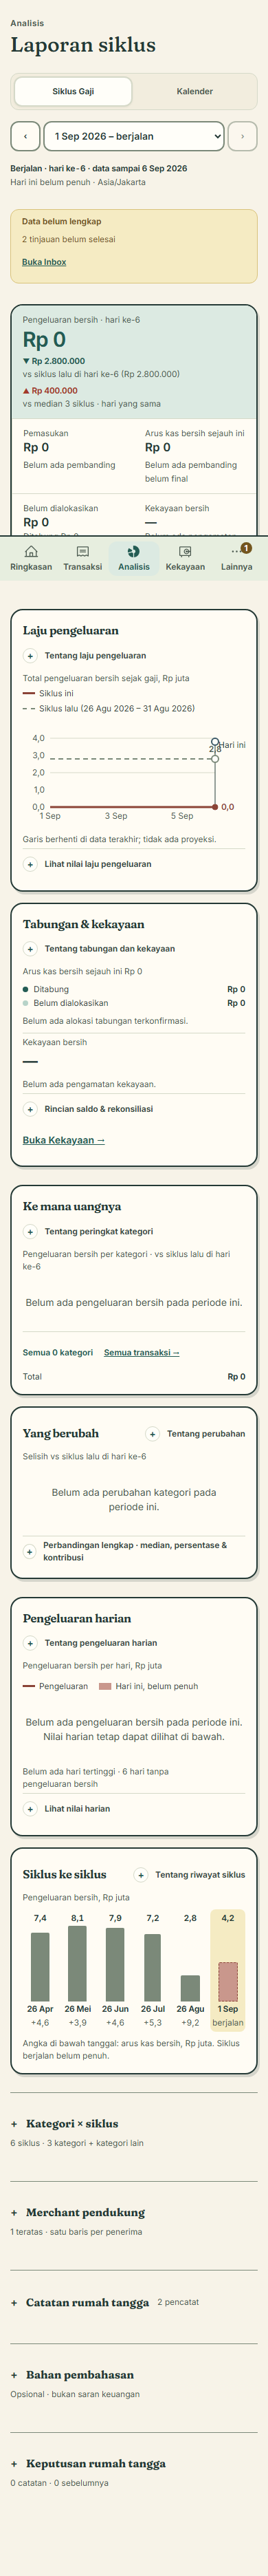 Analisis
Laporan siklus
Siklus Gaji
Kalender
‹
1 Sep 2026 – berjalan
›
Berjalan · hari ke-6 · data sampai 6 Sep 2026
Hari ini belum penuh · Asia/Jakarta
Data belum lengkap
2 tinjauan belum selesai
Buka Inbox
Pengeluaran bersih · hari ke-6
Rp 0
▼ Rp 2.800.000
vs siklus lalu di hari ke-6 (Rp 2.800.000)
▲ Rp 400.000
vs median 3 siklus · hari yang sama
Pemasukan
Rp 0
Belum ada pembanding
Arus kas bersih sejauh ini
Rp 0
Belum ada pembanding
belum final
Belum dialokasikan
Rp 0
Kekayaan bersih
—
Ringkasan
Transaksi
Analisis
Kekayaan
Lainnya
1
Laju pengeluaran
+ Tentang laju pengeluaran
Total pengeluaran bersih sejak gaji, Rp juta
Siklus ini
Siklus lalu (26 Agu 2026 – 31 Agu 2026)
4,0
3,0
2,0
1,0
0,0
Hari ini
2,8
0,0
1 Sep
3 Sep
5 Sep
Garis berhenti di data terakhir; tidak ada proyeksi.
+ Lihat nilai laju pengeluaran
Tabungan & kekayaan
+ Tentang tabungan dan kekayaan
Arus kas bersih sejauh ini Rp 0
Ditabung Rp 0
Belum dialokasikan Rp 0
Belum ada alokasi tabungan terkonfirmasi.
Kekayaan bersih
—
Belum ada pengamatan kekayaan.
+ Rincian saldo & rekonsiliasi
Buka Kekayaan →
Ke mana uangnya
+ Tentang peringkat kategori
Pengeluaran bersih per kategori · vs siklus lalu di hari
ke-6
Belum ada pengeluaran bersih pada periode ini.
Semua 0 kategori Semua transaksi →
Total Rp 0
Yang berubah
+ Tentang perubahan
Selisih vs siklus lalu di hari ke-6
Belum ada perubahan kategori pada
periode ini.
+ Perbandingan lengkap · median, persentase &
kontribusi
Pengeluaran harian
+ Tentang pengeluaran harian
Pengeluaran bersih per hari, Rp juta
Pengeluaran Hari ini, belum penuh
Belum ada pengeluaran bersih pada periode ini.
Nilai harian tetap dapat dilihat di bawah.
Belum ada hari tertinggi · 6 hari tanpa
pengeluaran bersih
+ Lihat nilai harian
Siklus ke siklus
+ Tentang riwayat siklus
Pengeluaran bersih, Rp juta
7,4 8,1 7,9 7,2 2,8 4,2
26 Apr 26 Mei 26 Jun 26 Jul 26 Agu 1 Sep
+4,6 +3,9 +4,6 +5,3 +9,2 berjalan
Angka di bawah tanggal: arus kas bersih, Rp juta. Siklus
berjalan belum penuh.
+ Kategori × siklus
6 siklus · 3 kategori + kategori lain
+ Merchant pendukung
1 teratas · satu baris per penerima
+ Catatan rumah tangga 2 pencatat
+ Bahan pembahasan
Opsional · bukan saran keuangan
+ Keputusan rumah tangga
0 catatan · 0 sebelumnya